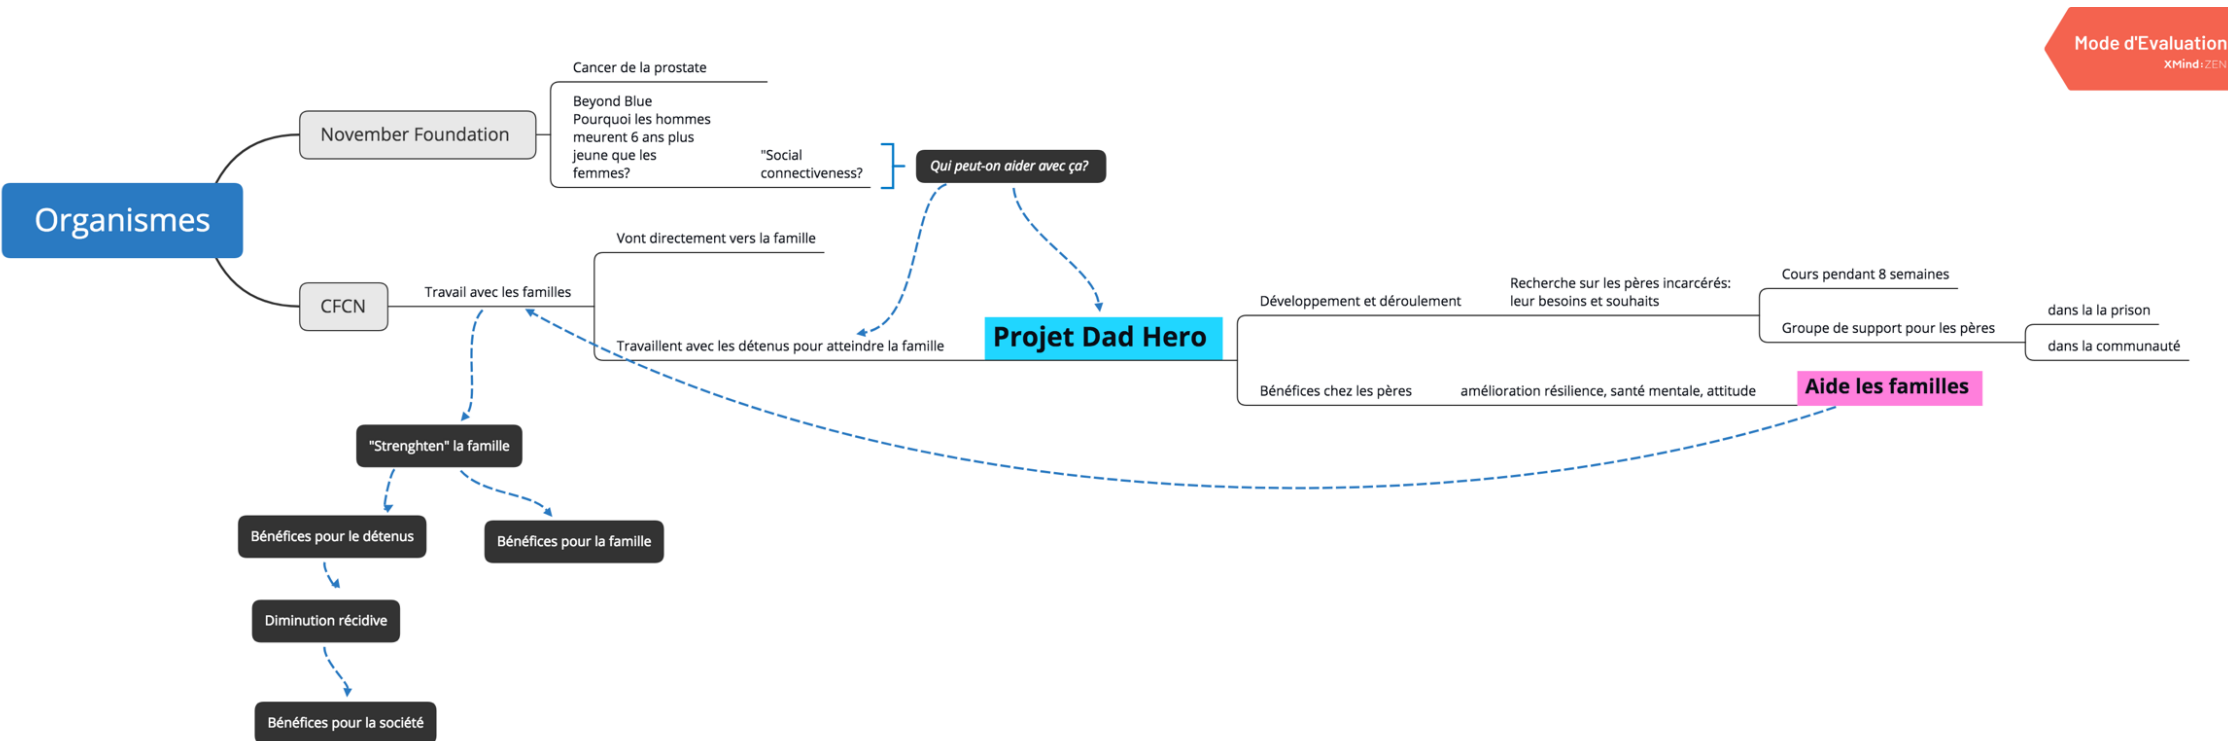 Mode d'Evaluation
XMind:ZEN
Organismes
November Foundation
Cancer de la prostate
Beyond Blue
Pourquoi les hommes
meurent 6 ans plus
jeune que les
femmes?
"Social
connectiveness?
Qui peut-on aider avec ça?
CFCN
Travail avec les familles
Vont directement vers la famille
Travaillent avec les détenus pour atteindre la famille
Projet Dad Hero
Développement et déroulement
Recherche sur les pères incarcérés:
leur besoins et souhaits
Cours pendant 8 semaines
Groupe de support pour les pères
dans la la prison
dans la communauté
Bénéfices chez les pères
amélioration résilience, santé mentale, attitude
Aide les familles
"Strenghten" la famille
Bénéfices pour le détenus
Bénéfices pour la famille
Diminution récidive
Bénéfices pour la société